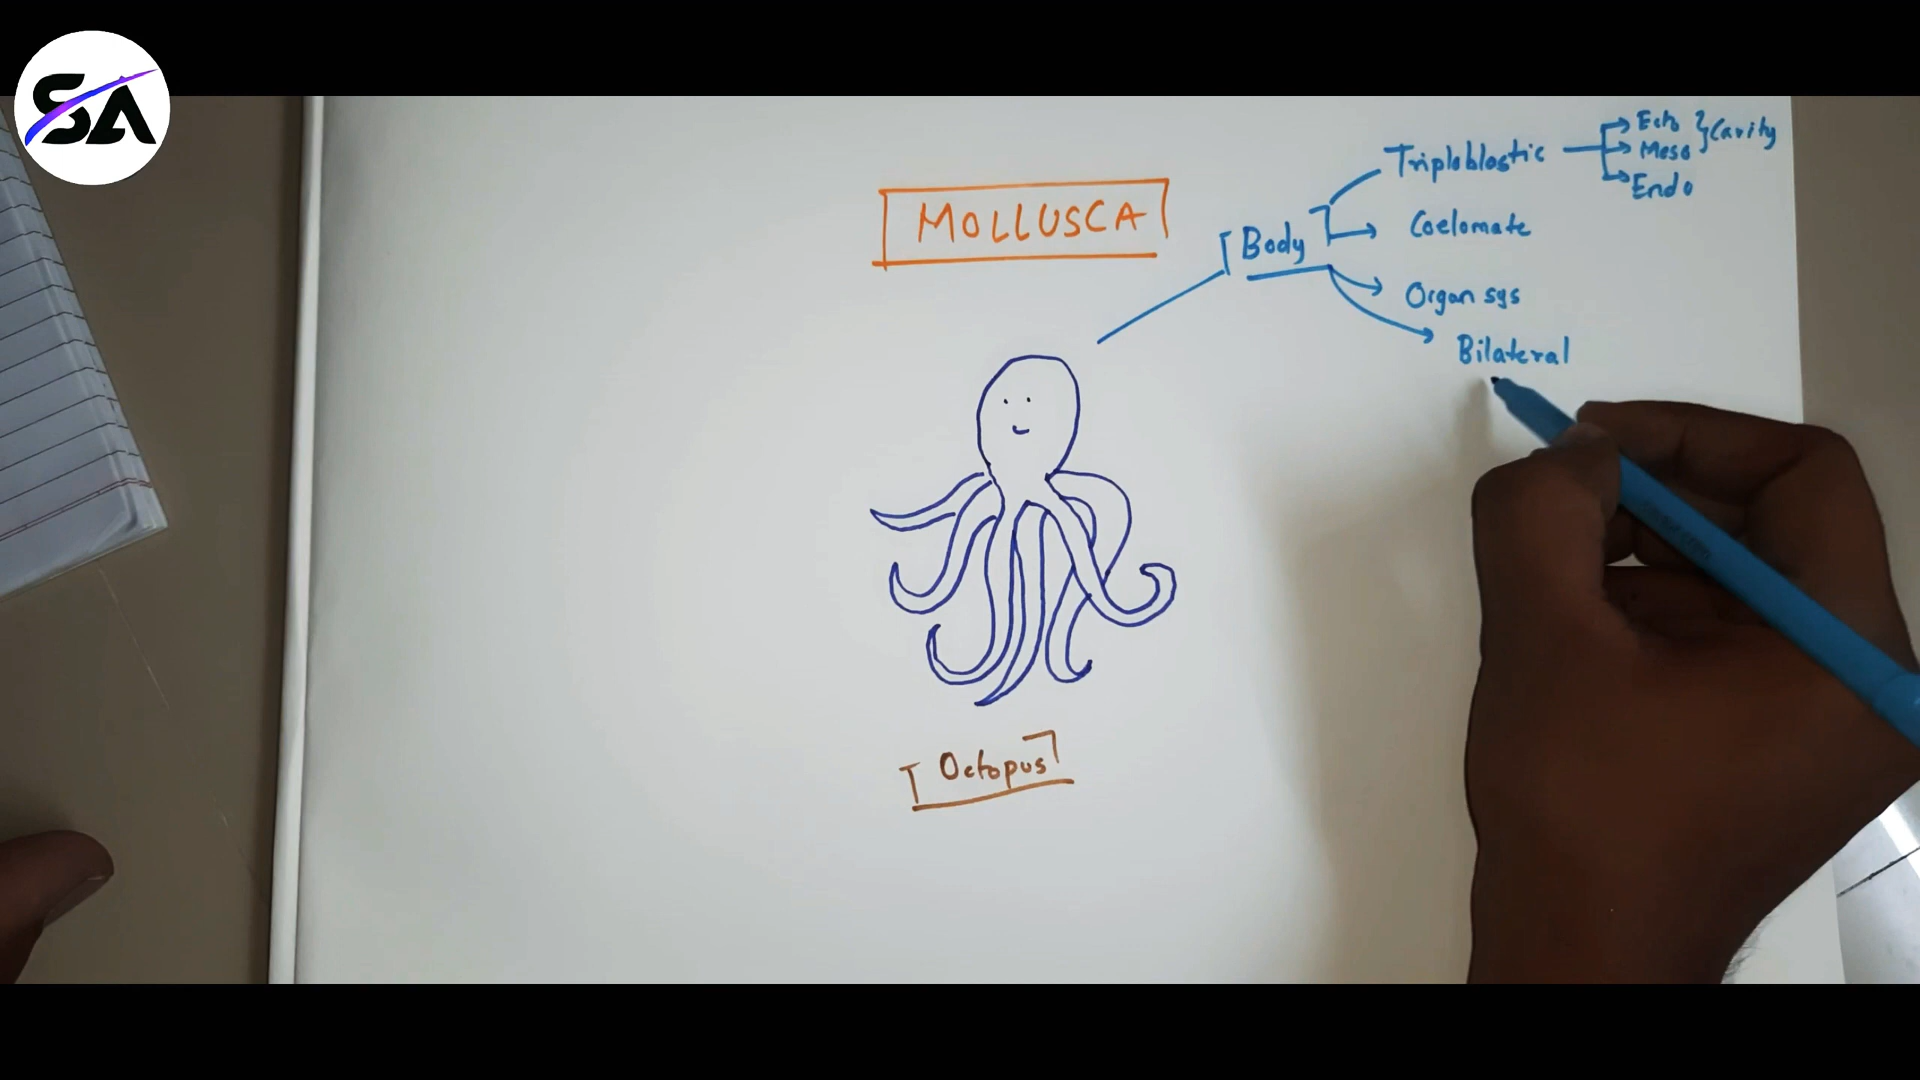 SA
MOLLUSCA
Body
Triploblastic
Ecto
Meso
Endo
Cavity
Coelomate
Organ sys
Bilateral
Octopus